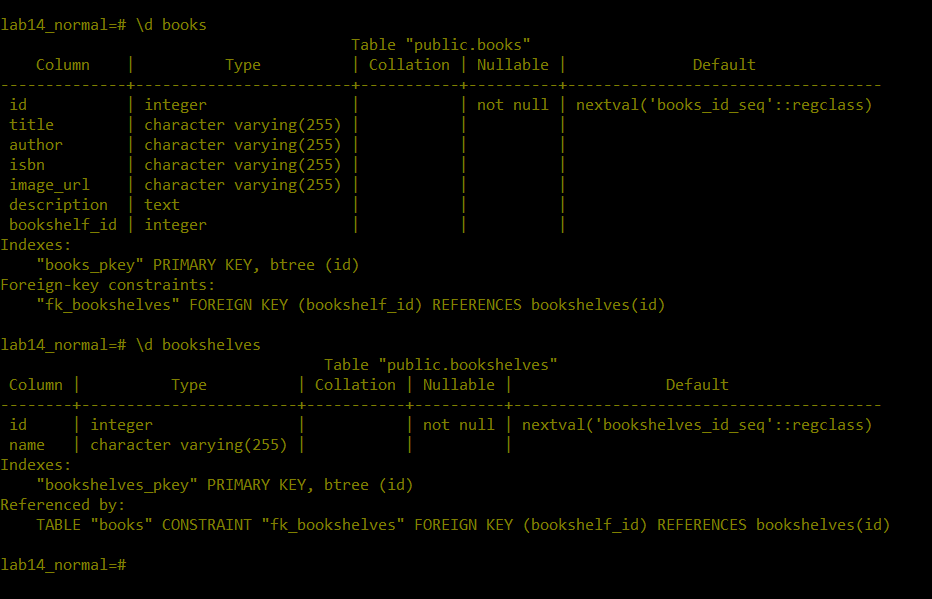 lab14_normal=# \d books
                                       Table "public.books"
    Column    |          Type          | Collation | Nullable |              Default
--------------+------------------------+-----------+----------+-----------------------------------
 id           | integer                |           | not null | nextval('books_id_seq'::regclass)
 title        | character varying(255) |           |          |
 author       | character varying(255) |           |          |
 isbn         | character varying(255) |           |          |
 image_url    | character varying(255) |           |          |
 description  | text                   |           |          |
 bookshelf_id | integer                |           |          |
Indexes:
    "books_pkey" PRIMARY KEY, btree (id)
Foreign-key constraints:
    "fk_bookshelves" FOREIGN KEY (bookshelf_id) REFERENCES bookshelves(id)

lab14_normal=# \d bookshelves
                                    Table "public.bookshelves"
 Column |          Type          | Collation | Nullable |                 Default
--------+------------------------+-----------+----------+-----------------------------------------
 id     | integer                |           | not null | nextval('bookshelves_id_seq'::regclass)
 name   | character varying(255) |           |          |
Indexes:
    "bookshelves_pkey" PRIMARY KEY, btree (id)
Referenced by:
    TABLE "books" CONSTRAINT "fk_bookshelves" FOREIGN KEY (bookshelf_id) REFERENCES bookshelves(id)

lab14_normal=#